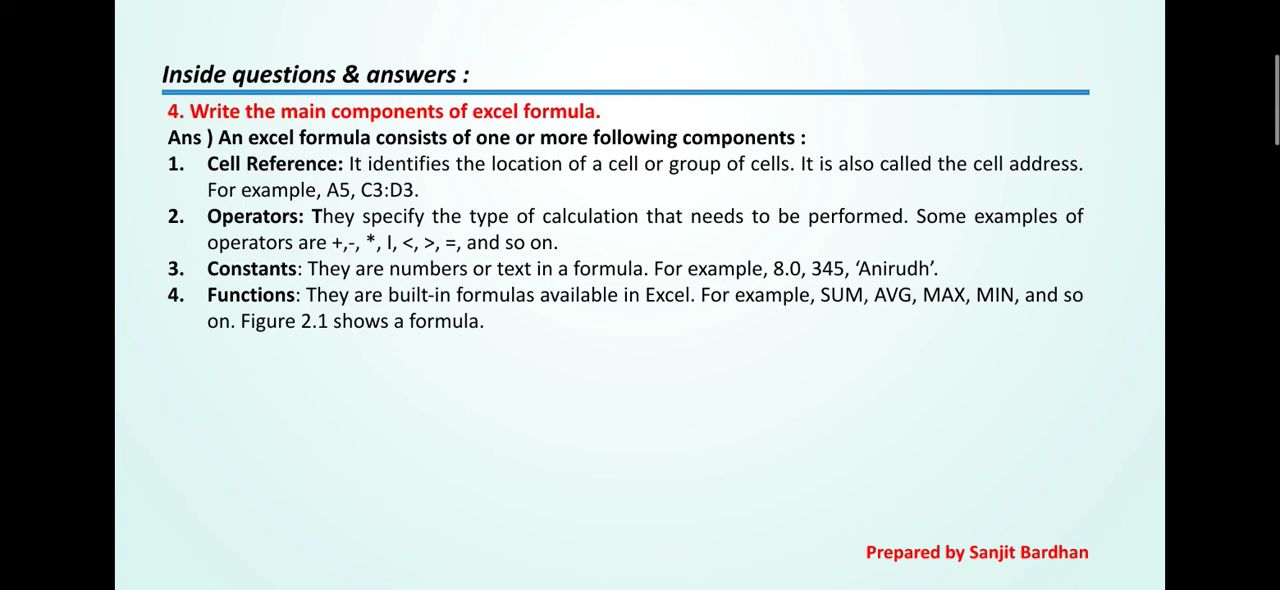 Inside questions & answers :
4. Write the main components of excel formula.
Ans ) An excel formula consists of one or more following components :
1. Cell Reference: It identifies the location of a cell or group of cells. It is also called the cell address.
For example, A5, C3:D3.
2. Operators: They specify the type of calculation that needs to be performed. Some examples of
operators are +,-, *, l, <, >, =, and so on.
3. Constants: They are numbers or text in a formula. For example, 8.0, 345, ‘Anirudh’.
4. Functions: They are built-in formulas available in Excel. For example, SUM, AVG, MAX, MIN, and so
on. Figure 2.1 shows a formula.
Prepared by Sanjit Bardhan